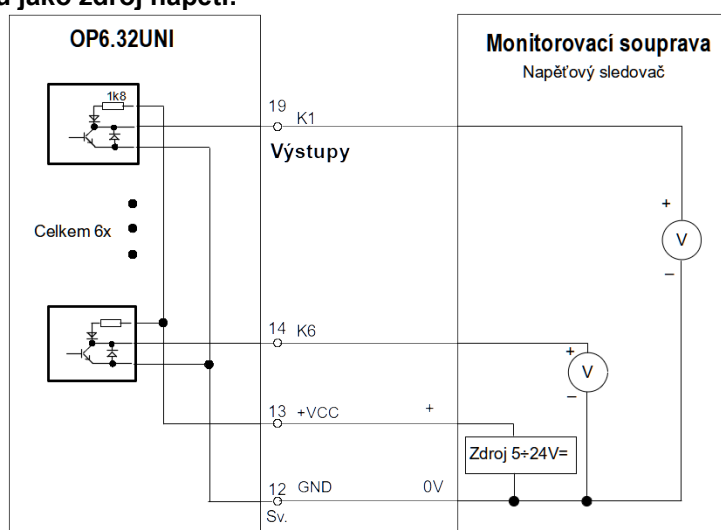 jako zdroj napětí.
OP6.32UNI
Monitorovací souprava
Napěťový sledovač
1k8
19
K1
Výstupy
+
V
−
Celkem 6x
14
K6
+
V
−
13
+VCC
+
Zdroj 5÷24V=
12
GND
0V
Sv.